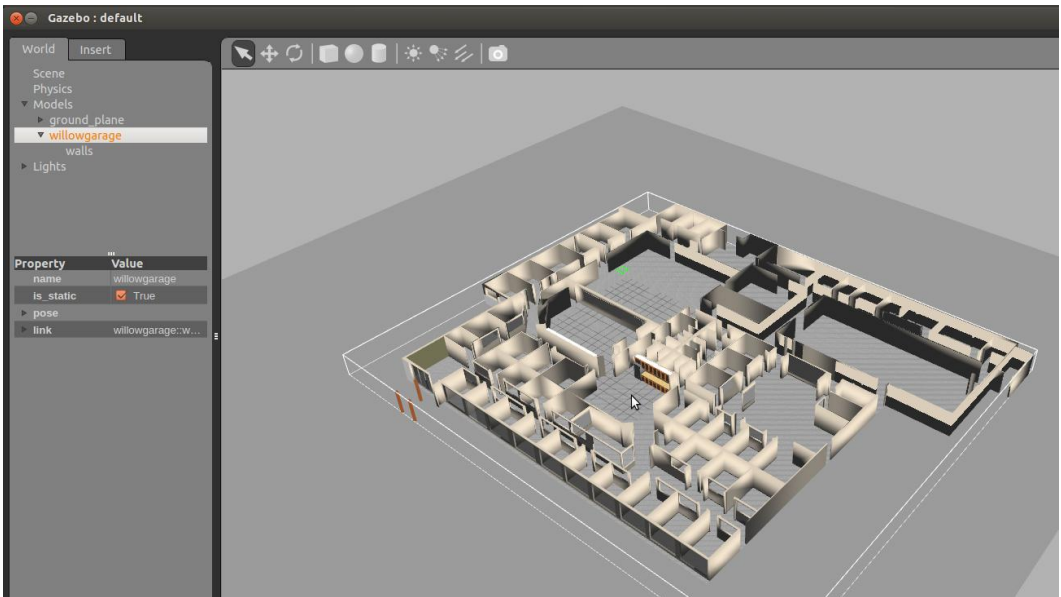 Gazebo : default
World Insert
Scene
Physics
Models
ground_plane
willowgarage
walls
Lights
Property Value
name willowgarage
is_static True
pose
link willowgarage::w...